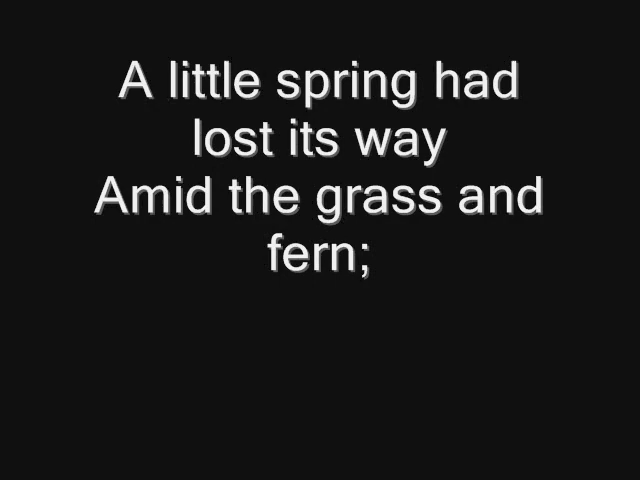 A little spring had
lost its way
Amid the grass and
fern;